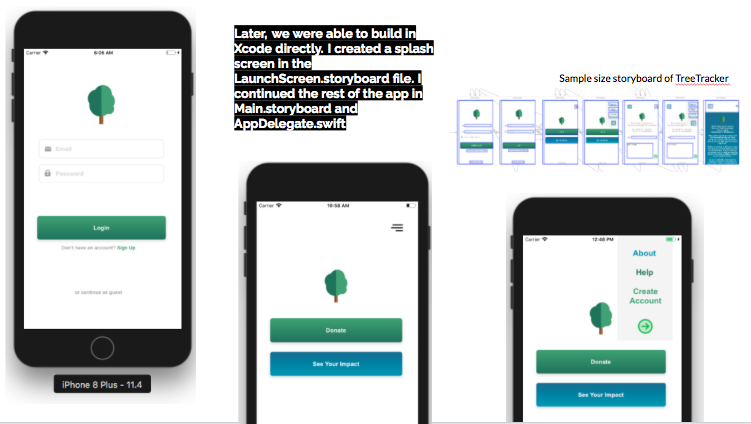 Later, we were able to build in
Xcode directly. I created a splash
screen in the
LaunchScreen.storyboard file. I
continued the rest of the app in
Main.storyboard and
AppDelegate.swift
Sample size storyboard of TreeTracker
Carrier 6:05 AM
Email
Password
Login
Don't have an account? Sign Up
or continue as guest
iPhone 8 Plus - 11.4
Carrier 10:58 AM
Donate
See Your Impact
Carrier 12:48 PM
About
Help
Create
Account
Donate
See Your Impact